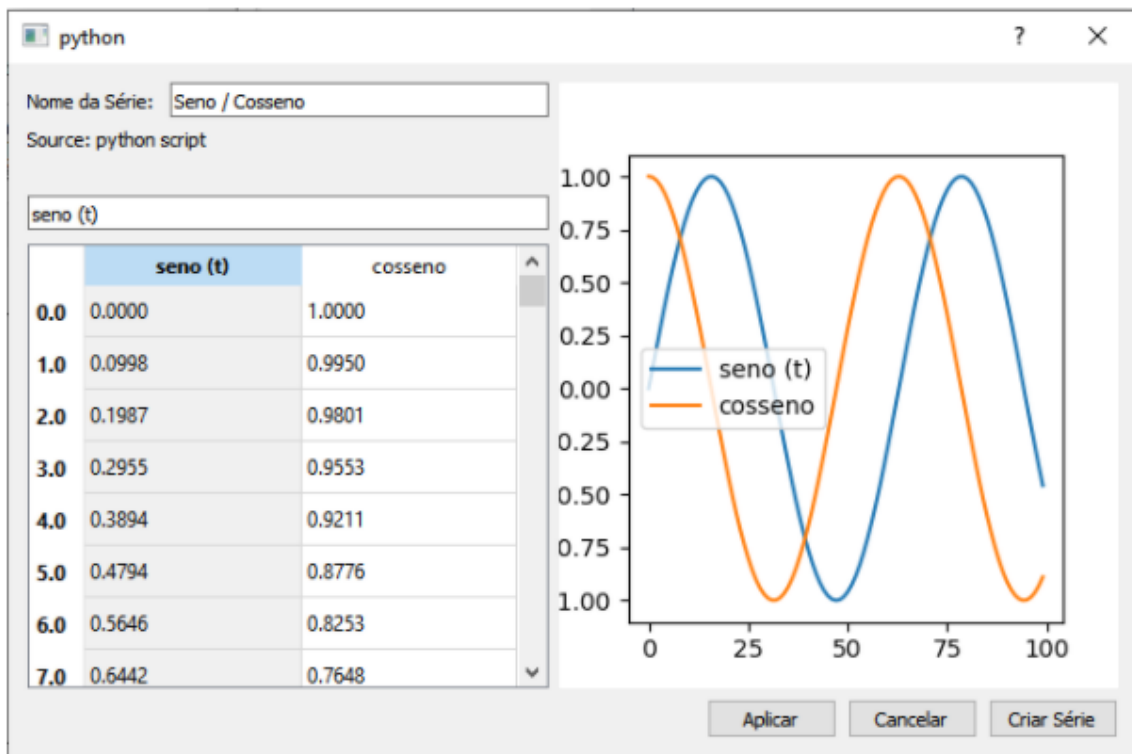 python ?
Nome da Série: Seno / Cosseno
Source: python script
seno (t)
seno (t) cosseno
0.0 0.0000 1.0000
1.0 0.0998 0.9950
2.0 0.1987 0.9801
3.0 0.2955 0.9553
4.0 0.3894 0.9211
5.0 0.4794 0.8776
6.0 0.5646 0.8253
7.0 0.6442 0.7648
1.00
0.75
0.50
0.25
0.00
0.25
0.50
0.75
1.00
seno (t)
cosseno
0 25 50 75 100
Aplicar Cancelar Criar Série